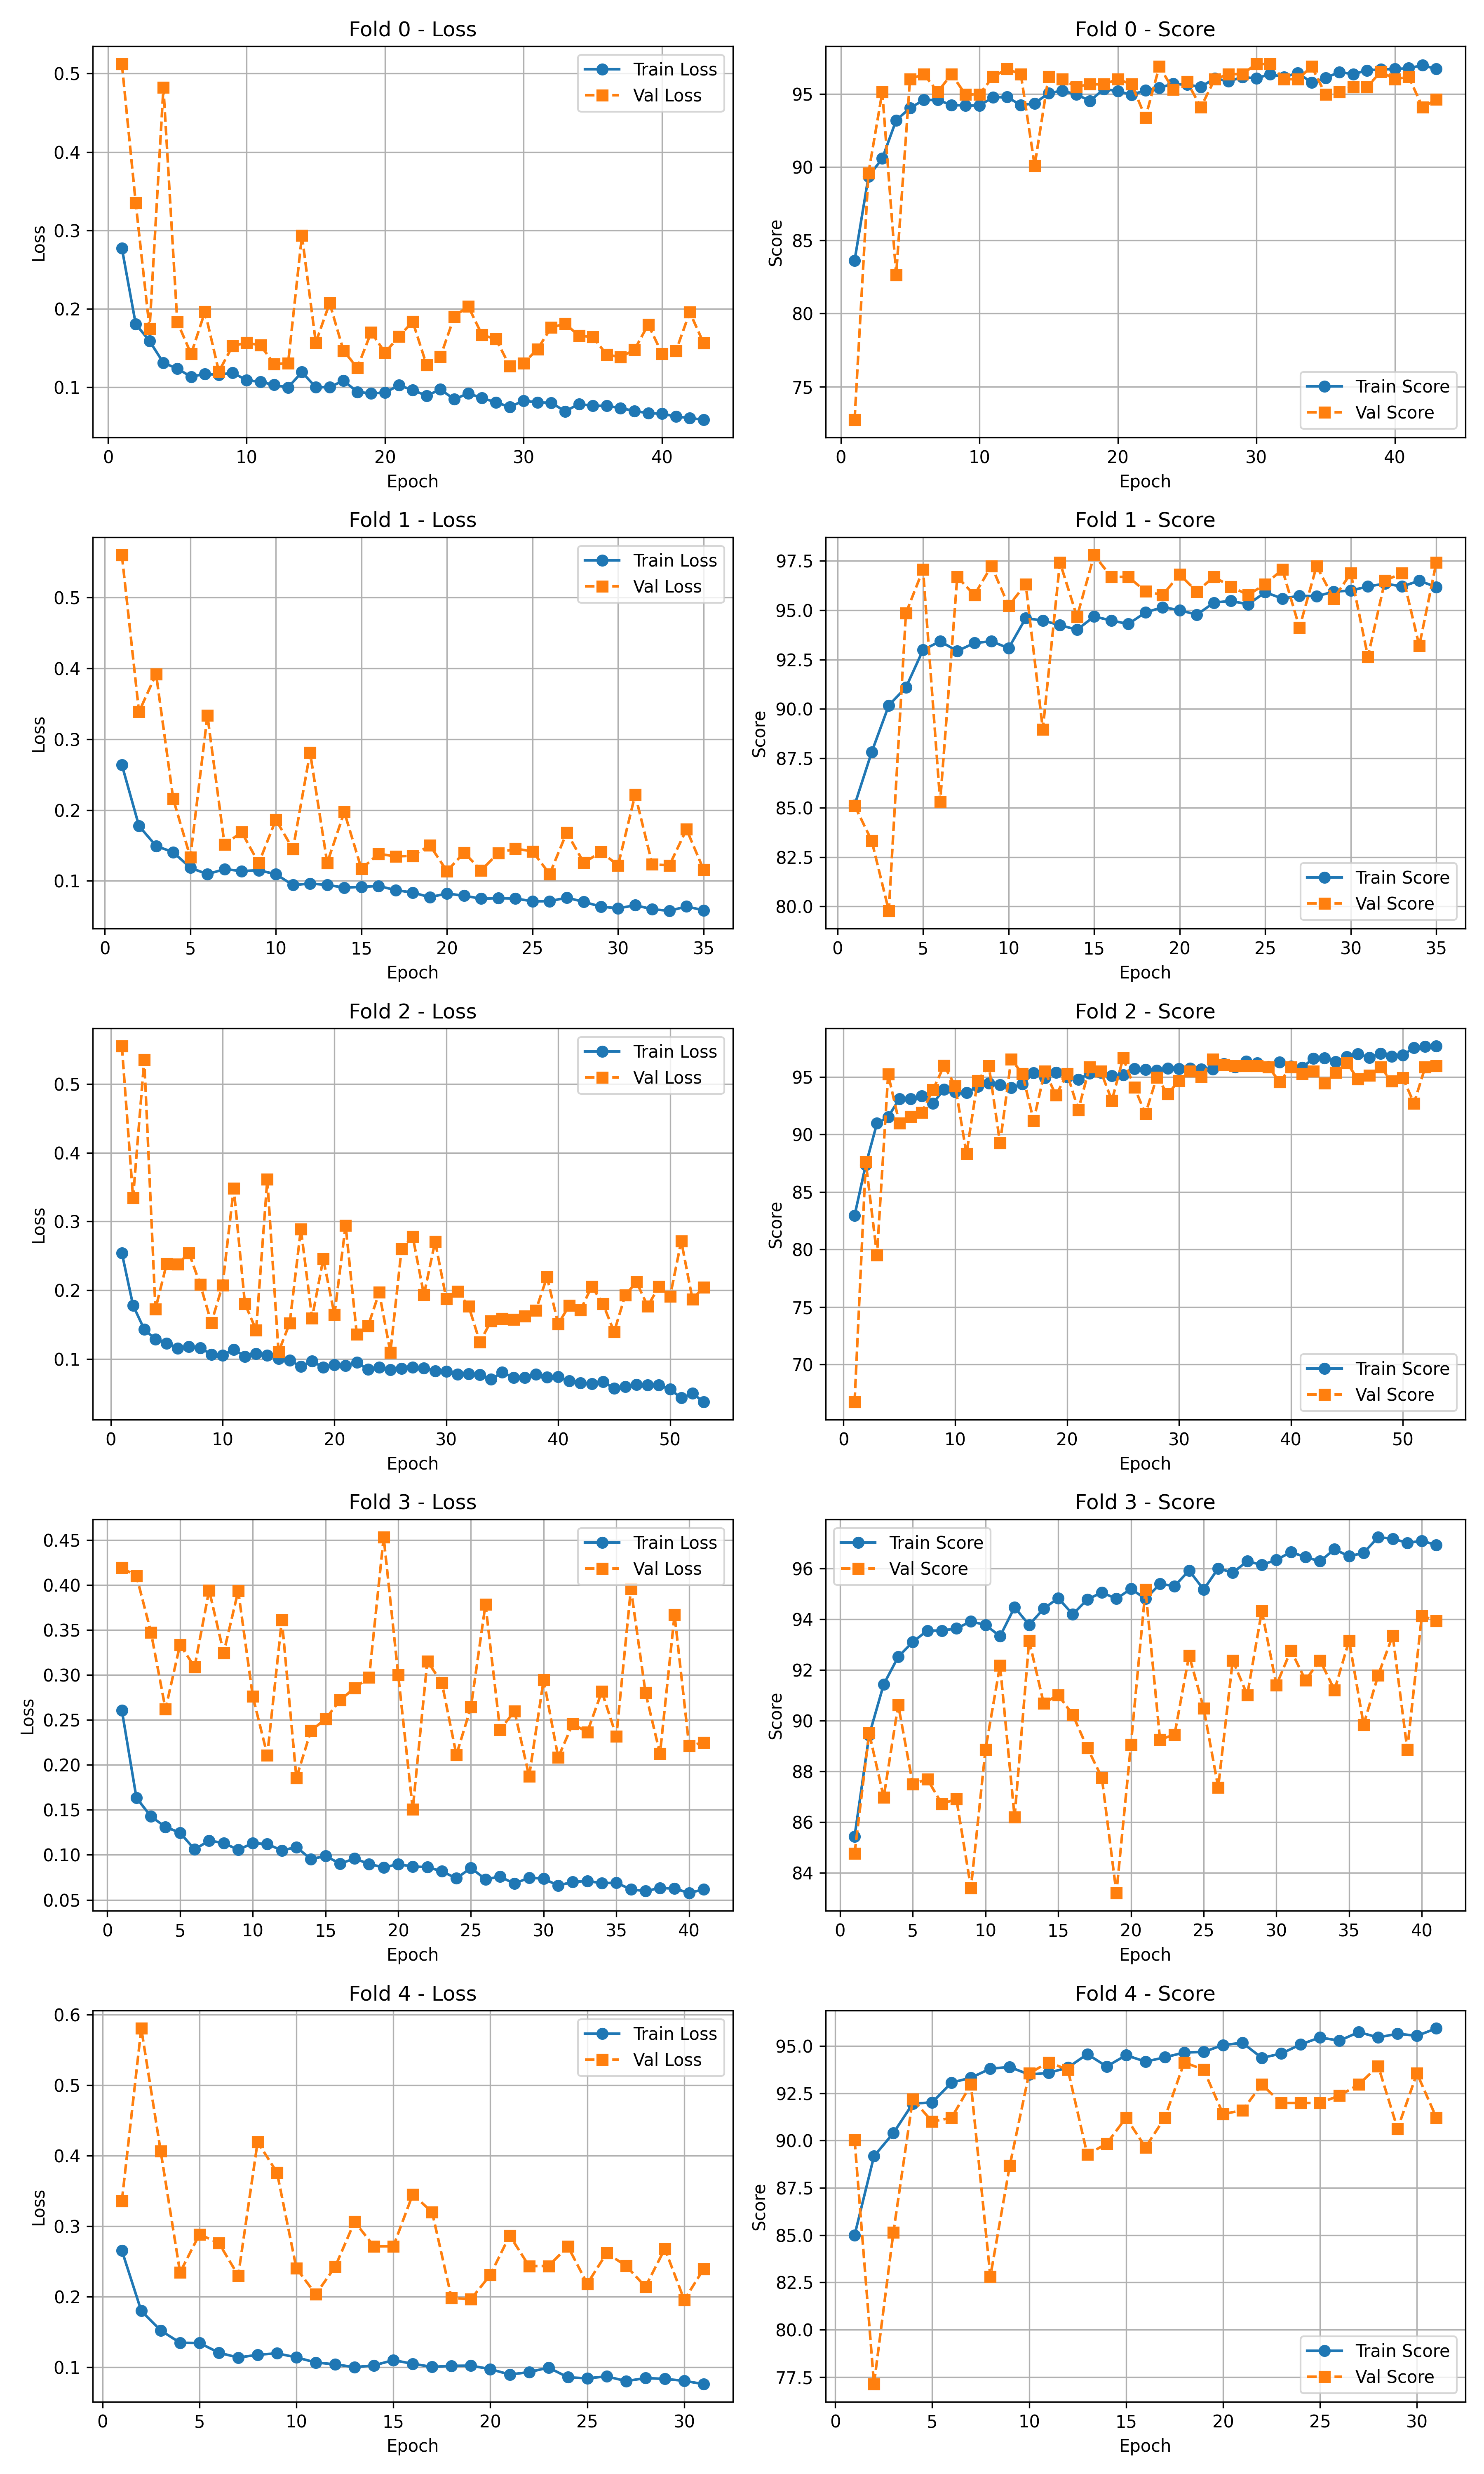 Fold 0 - Loss
0.5
0.4
0.3
0.2
0.1
Loss
Train Loss
Val Loss
0 10 20 30 40
Epoch
Fold 0 - Score
95
90
85
80
75
Score
Train Score
Val Score
0 10 20 30 40
Epoch
Fold 1 - Loss
0.5
0.4
0.3
0.2
0.1
Loss
Train Loss
Val Loss
0 5 10 15 20 25 30 35
Epoch
Fold 1 - Score
97.5
95.0
92.5
90.0
87.5
85.0
82.5
80.0
Score
Train Score
Val Score
0 5 10 15 20 25 30 35
Epoch
Fold 2 - Loss
0.5
0.4
0.3
0.2
0.1
Loss
Train Loss
Val Loss
0 10 20 30 40 50
Epoch
Fold 2 - Score
95
90
85
80
75
70
Score
Train Score
Val Score
0 10 20 30 40 50
Epoch
Fold 3 - Loss
0.45
0.40
0.35
0.30
0.25
0.20
0.15
0.10
0.05
Loss
Train Loss
Val Loss
0 5 10 15 20 25 30 35 40
Epoch
Fold 3 - Score
96
94
92
90
88
86
84
Score
Train Score
Val Score
0 5 10 15 20 25 30 35 40
Epoch
Fold 4 - Loss
0.6
0.5
0.4
0.3
0.2
0.1
Loss
Train Loss
Val Loss
0 5 10 15 20 25 30
Epoch
Fold 4 - Score
95.0
92.5
90.0
87.5
85.0
82.5
80.0
77.5
Score
Train Score
Val Score
0 5 10 15 20 25 30
Epoch